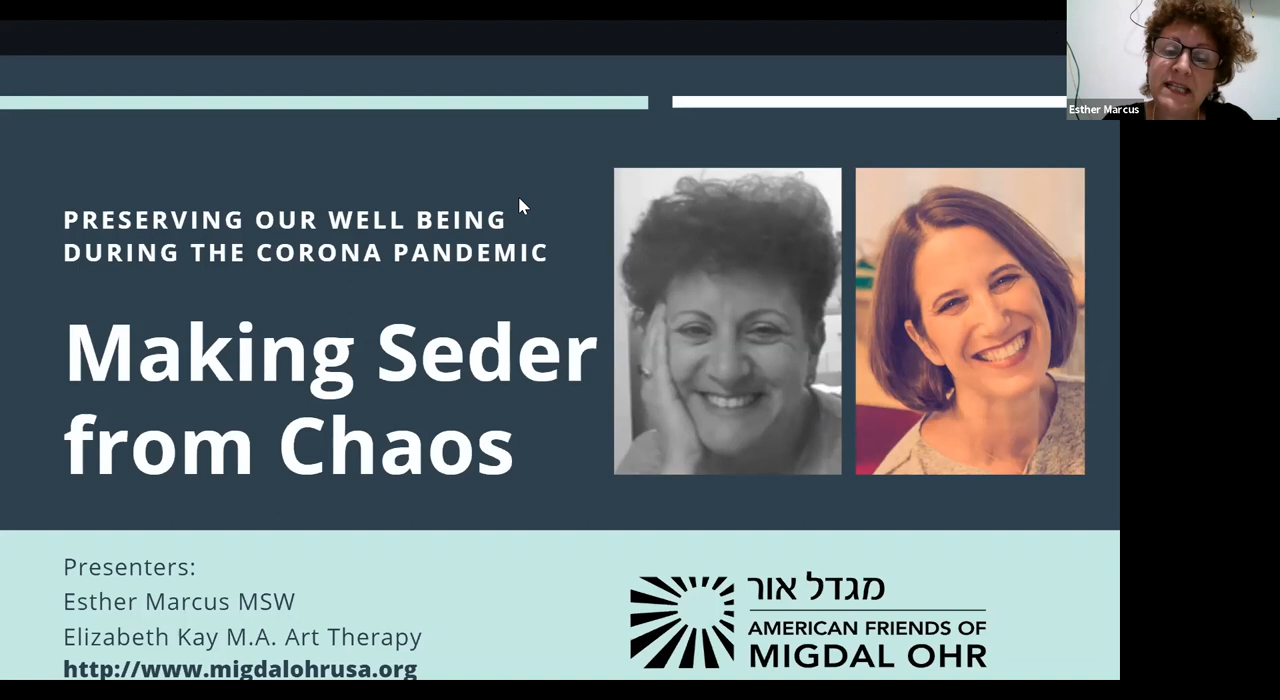 Esther Marcus
PRESERVING OUR WELL BEING
DURING THE CORONA PANDEMIC
Making Seder
from Chaos
Presenters:
Esther Marcus MSW
Elizabeth Kay M.A. Art Therapy
http://www.migdalohrusa.org
מגדל אור
AMERICAN FRIENDS OF
MIGDAL OHR